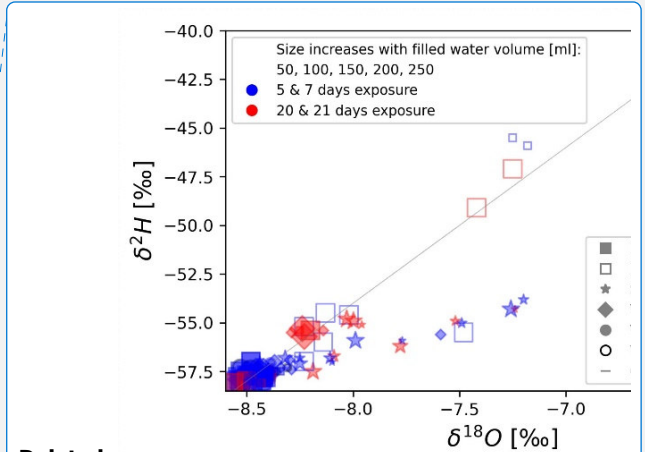 −40.0
Size increases with filled water volume [ml]:
50, 100, 150, 200, 250
5 & 7 days exposure
20 & 21 days exposure
−42.5
−45.0
−47.5
−50.0
−52.5
−55.0
−57.5
δ²H [‰]
−8.5 −8.0 −7.5 −7.0
δ¹⁸O [‰]